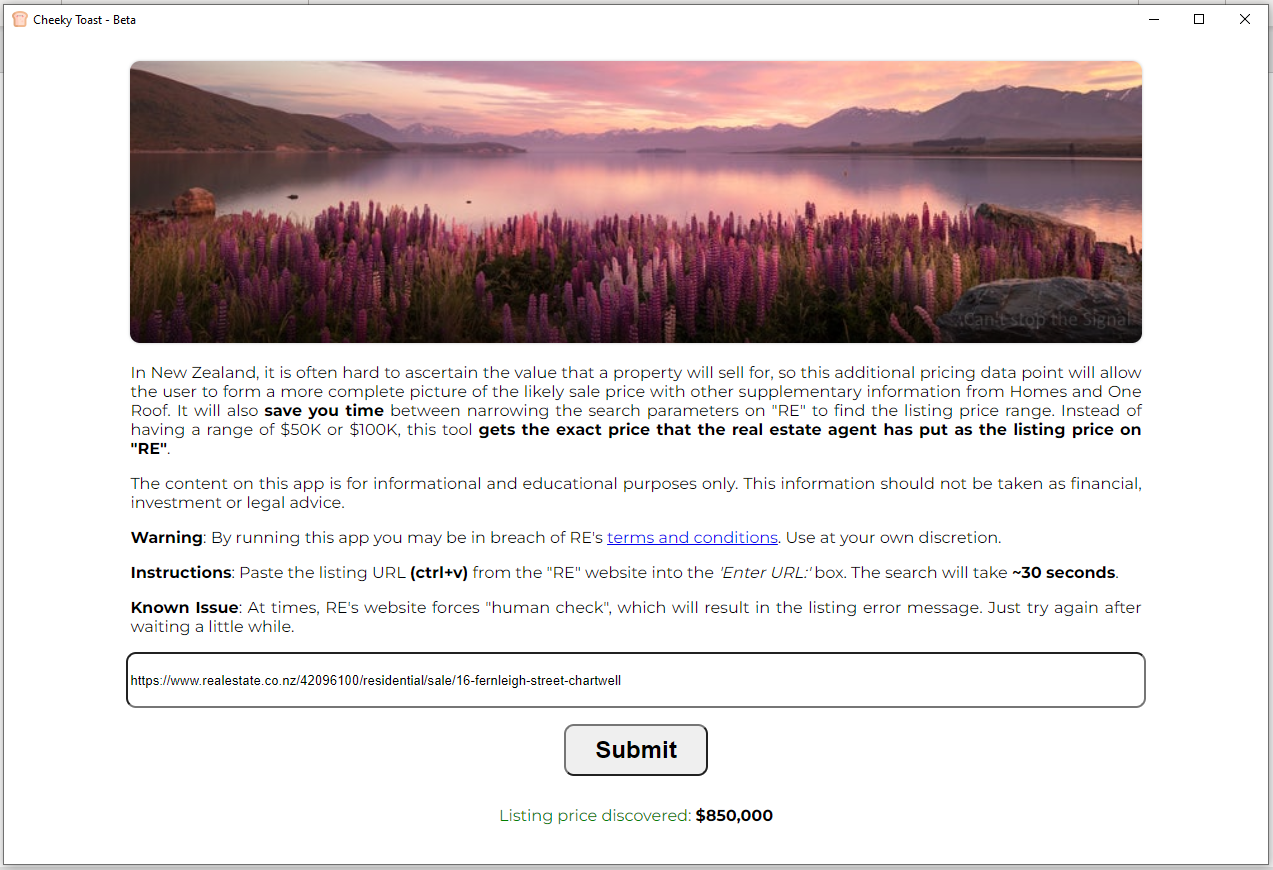 Cheeky Toast - Beta
Can't stop the Signal
In New Zealand, it is often hard to ascertain the value that a property will sell for, so this additional pricing data point will allow
the user to form a more complete picture of the likely sale price with other supplementary information from Homes and One
Roof. It will also save you time between narrowing the search parameters on "RE" to find the listing price range. Instead of
having a range of $50K or $100K, this tool gets the exact price that the real estate agent has put as the listing price on
"RE".
The content on this app is for informational and educational purposes only. This information should not be taken as financial,
investment or legal advice.
Warning: By running this app you may be in breach of RE's terms and conditions. Use at your own discretion.
Instructions: Paste the listing URL (ctrl+v) from the "RE" website into the 'Enter URL:' box. The search will take ~30 seconds.
Known Issue: At times, RE's website forces "human check", which will result in the listing error message. Just try again after
waiting a little while.
https://www.realestate.co.nz/42096100/residential/sale/16-fernleigh-street-chartwell
Submit
Listing price discovered: $850,000